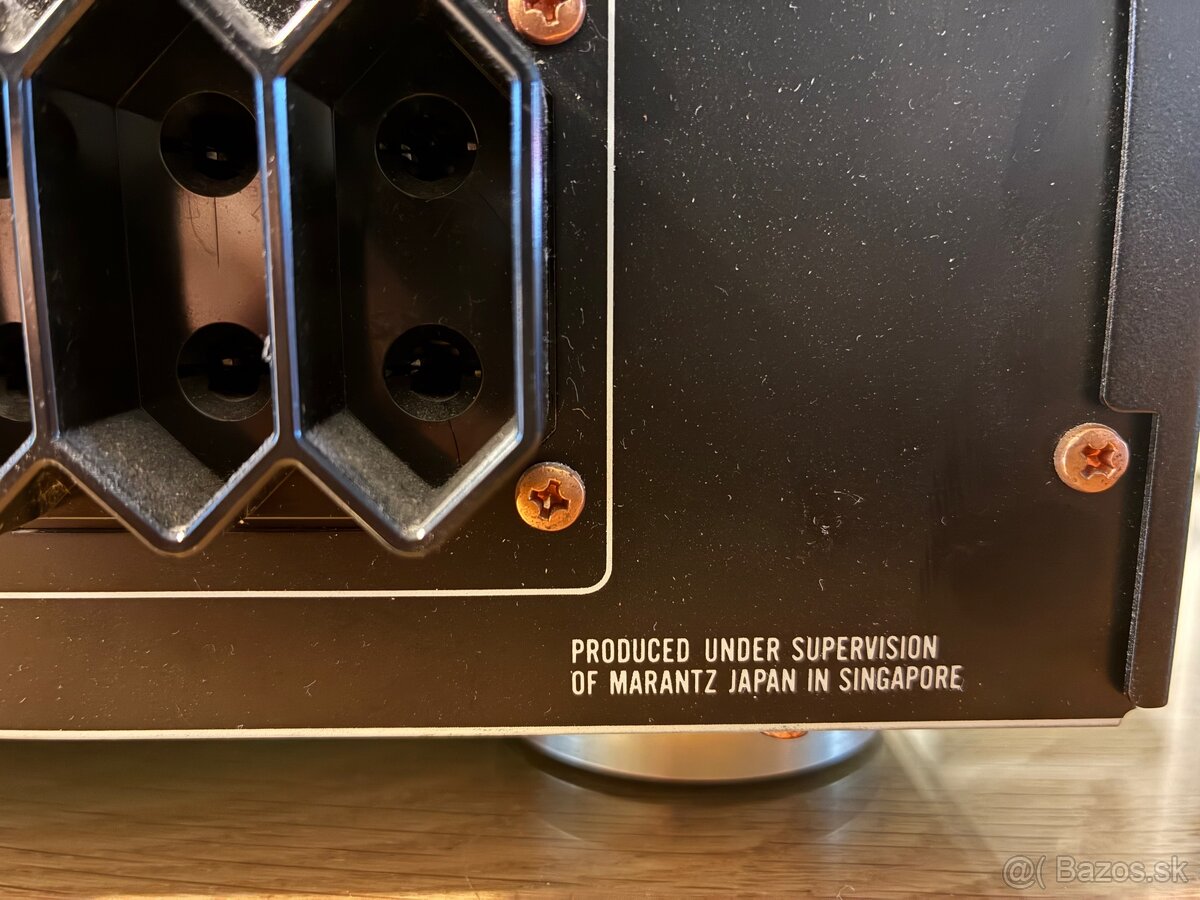 PRODUCED UNDER SUPERVISION
OF MARANTZ JAPAN IN SINGAPORE
@( Bazos.sk